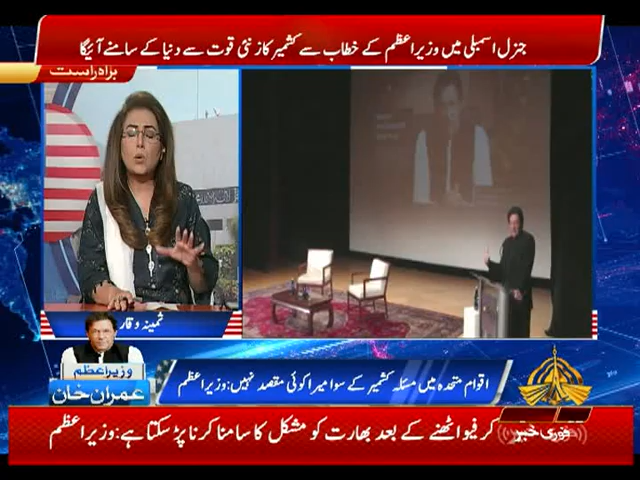 جنرل اسمبلی میں وزیراعظم کے خطاب سے کشمیر کاز نئی قوت سے دنیا کے سامنے آئیگا
براہ راست
ثمینہ وقار
وزیراعظم
عمران خان
اقوام متحدہ میں مسئلہ کشمیر کے سوا میرا کوئی مقصد نہیں: وزیراعظم
فوری خبر
کرفیو اٹھنے کے بعد بھارت کو مشکل کا سامنا کرنا پڑ سکتا ہے: وزیراعظم